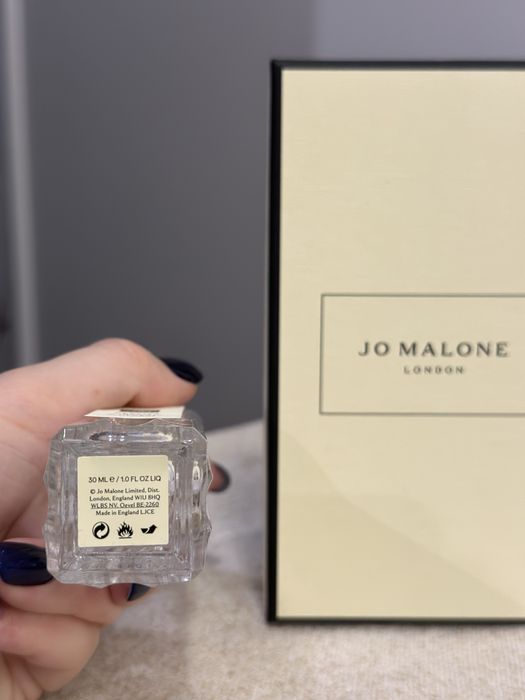 JO MALONE
LONDON
30 ML e / 1.0 FL OZ LIQ
© Jo Malone Limited, Dist.
London, England W1U 8HQ
WLBS NV. Oevel BE-2260
Made in England LJCE